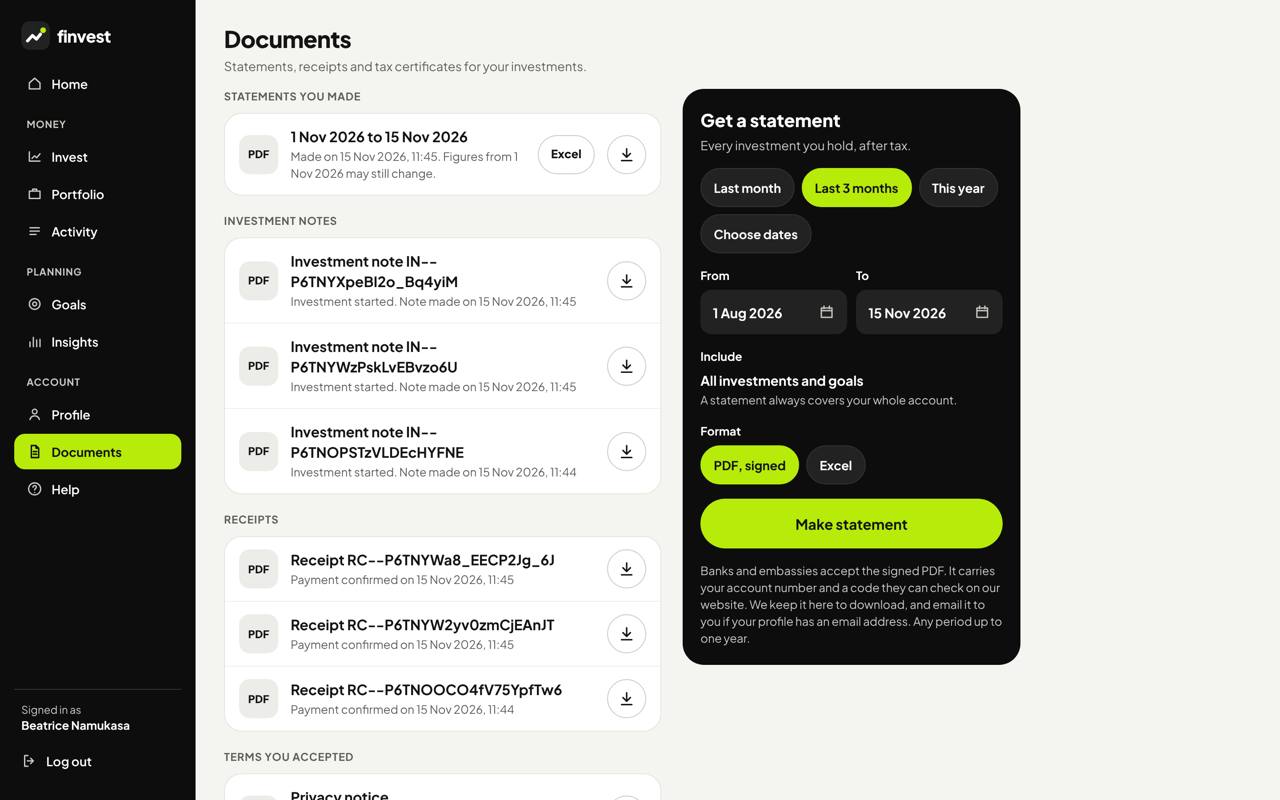 finvest
Home
MONEY
Invest
Portfolio
Activity
PLANNING
Goals
Insights
ACCOUNT
Profile
Documents
Help
Signed in as
Beatrice Namukasa
Log out
Documents
Statements, receipts and tax certificates for your investments.
STATEMENTS YOU MADE
PDF
1 Nov 2026 to 15 Nov 2026
Made on 15 Nov 2026, 11:45. Figures from 1
Nov 2026 may still change.
Excel
INVESTMENT NOTES
PDF
Investment note IN--
P6TNYXpeBl2o_Bq4yiM
Investment started. Note made on 15 Nov 2026, 11:45
PDF
Investment note IN--
P6TNYWzPskLvEBvzo6U
Investment started. Note made on 15 Nov 2026, 11:45
PDF
Investment note IN--
P6TNOPSTzVLDEcHYFNE
Investment started. Note made on 15 Nov 2026, 11:44
RECEIPTS
PDF
Receipt RC--P6TNYWa8_EECP2Jg_6J
Payment confirmed on 15 Nov 2026, 11:45
PDF
Receipt RC--P6TNYW2yv0zmCjEAnJT
Payment confirmed on 15 Nov 2026, 11:45
PDF
Receipt RC--P6TNOOCO4fV75YpfTw6
Payment confirmed on 15 Nov 2026, 11:44
TERMS YOU ACCEPTED
Privacy notice
Get a statement
Every investment you hold, after tax.
Last month
Last 3 months
This year
Choose dates
From
To
1 Aug 2026
15 Nov 2026
Include
All investments and goals
A statement always covers your whole account.
Format
PDF, signed
Excel
Make statement
Banks and embassies accept the signed PDF. It carries
your account number and a code they can check on our
website. We keep it here to download, and email it to
you if your profile has an email address. Any period up to
one year.